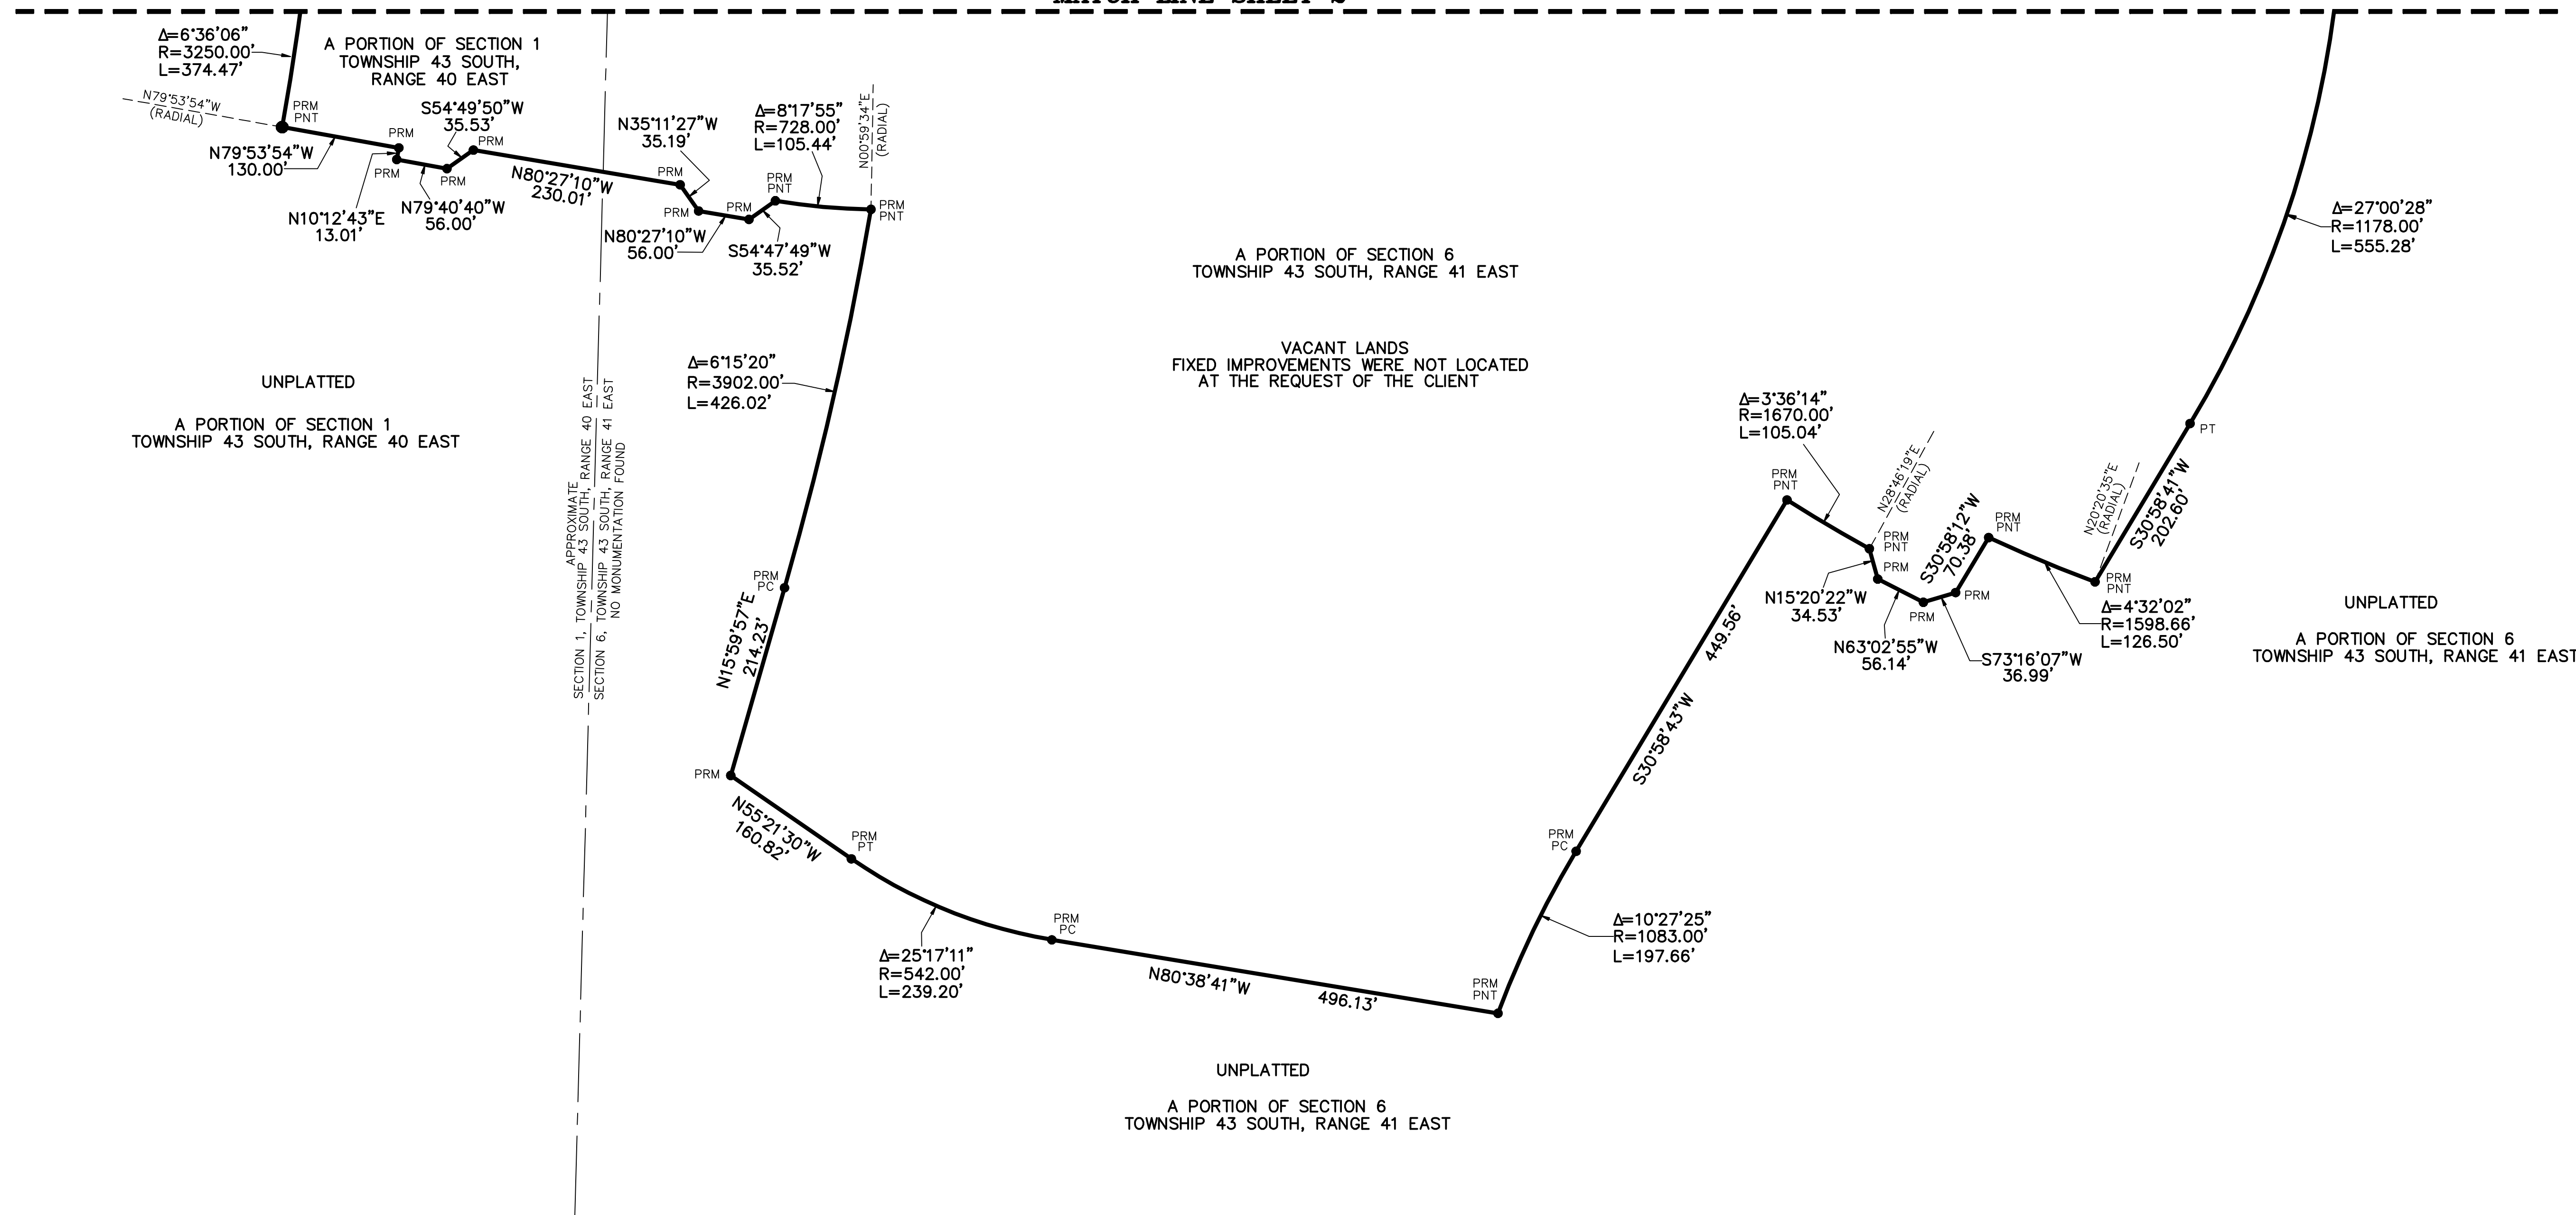 MATCH LINE SHEET 2
Δ=6°36'06"
R=3250.00'
L=374.47'
A PORTION OF SECTION 1
TOWNSHIP 43 SOUTH,
RANGE 40 EAST
N79°53'54"W
(RADIAL)
PRM
PNT
N79°53'54"W
130.00'
PRM
PRM
N10°12'43"E
13.01'
N79°40'40"W
56.00'
PRM
S54°49'50"W
35.53'
PRM
N80°27'10"W
230.01'
PRM
N35°11'27"W
35.19'
PRM
N80°27'10"W
56.00'
PRM
S54°47'49"W
35.52'
PRM
PNT
Δ=8°17'55"
R=728.00'
L=105.44'
N00°59'34"E
(RADIAL)
PRM
PNT
A PORTION OF SECTION 6
TOWNSHIP 43 SOUTH, RANGE 41 EAST
VACANT LANDS
FIXED IMPROVEMENTS WERE NOT LOCATED
AT THE REQUEST OF THE CLIENT
Δ=27°00'28"
R=1178.00'
L=555.28'
UNPLATTED
A PORTION OF SECTION 1
TOWNSHIP 43 SOUTH, RANGE 40 EAST
APPROXIMATE
SECTION 1, TOWNSHIP 43 SOUTH, RANGE 40 EAST
SECTION 6, TOWNSHIP 43 SOUTH, RANGE 41 EAST
NO MONUMENTATION FOUND
Δ=6°15'20"
R=3902.00'
L=426.02'
PRM
PC
N15°59'57"E
214.23'
PRM
N55°21'30"W
160.82'
PRM
PT
Δ=25°17'11"
R=542.00'
L=239.20'
PRM
PC
N80°38'41"W
496.13'
PRM
PNT
Δ=10°27'25"
R=1083.00'
L=197.66'
PRM
PC
S30°58'43"W
449.56'
PRM
PNT
Δ=3°36'14"
R=1670.00'
L=105.04'
N28°46'19"E
(RADIAL)
PRM
PNT
N15°20'22"W
34.53'
PRM
N63°02'55"W
56.14'
PRM
S73°16'07"W
36.99'
PRM
S30°58'12"W
70.38'
PRM
PNT
Δ=4°32'02"
R=1598.66'
L=126.50'
N20°20'35"E
(RADIAL)
PRM
PNT
S30°58'41"W
202.60'
PT
UNPLATTED
A PORTION OF SECTION 6
TOWNSHIP 43 SOUTH, RANGE 41 EAST
UNPLATTED
A PORTION OF SECTION 6
TOWNSHIP 43 SOUTH, RANGE 41 EAST